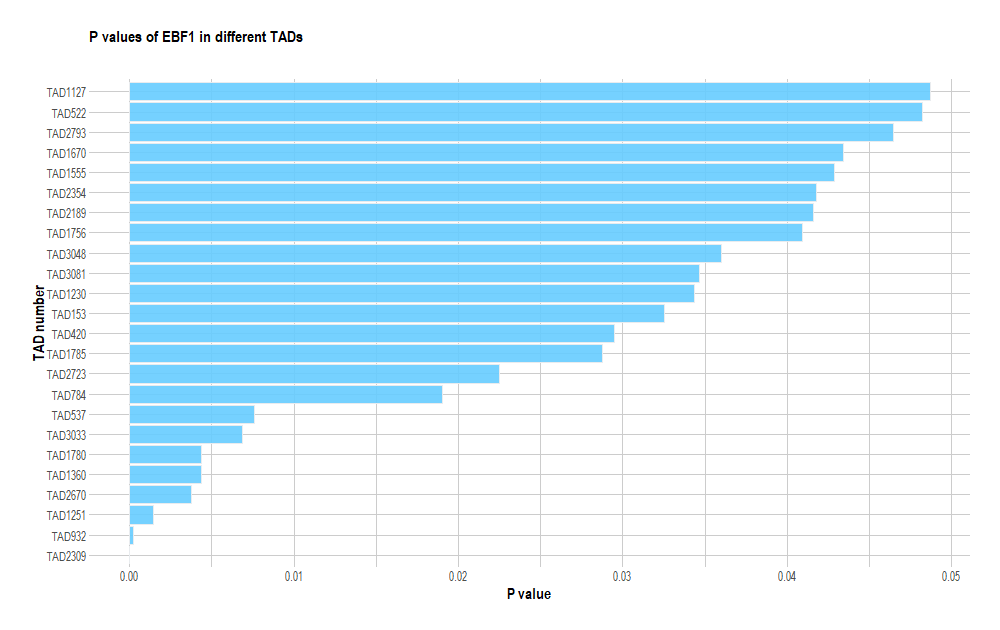 P values of EBF1 in different TADs
TAD number
TAD1127
TAD522
TAD2793
TAD1670
TAD1555
TAD2354
TAD2189
TAD1756
TAD3048
TAD3081
TAD1230
TAD153
TAD420
TAD1785
TAD2723
TAD784
TAD537
TAD3033
TAD1780
TAD1360
TAD2670
TAD1251
TAD932
TAD2309
0.00 0.01 0.02 0.03 0.04 0.05
P value